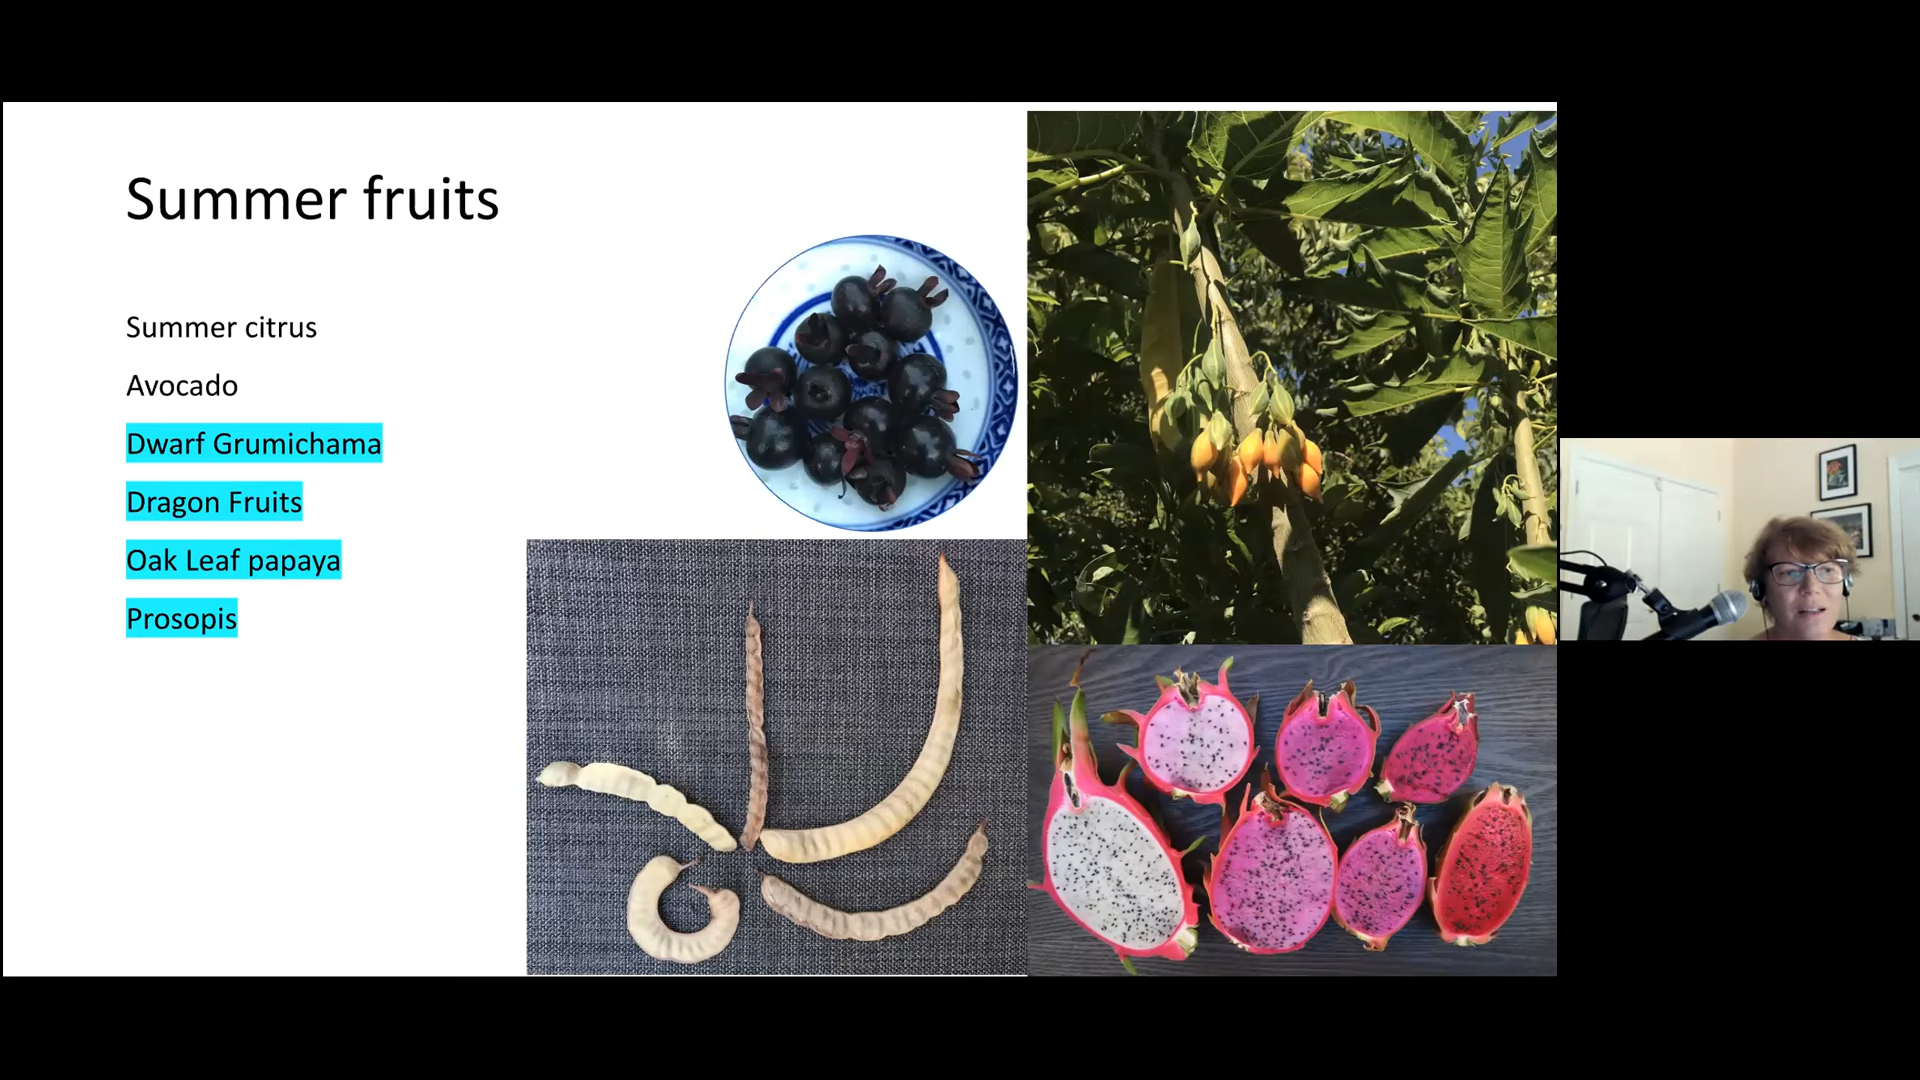 Summer fruits
Summer citrus
Avocado
Dwarf Grumichama
Dragon Fruits
Oak Leaf papaya
Prosopis